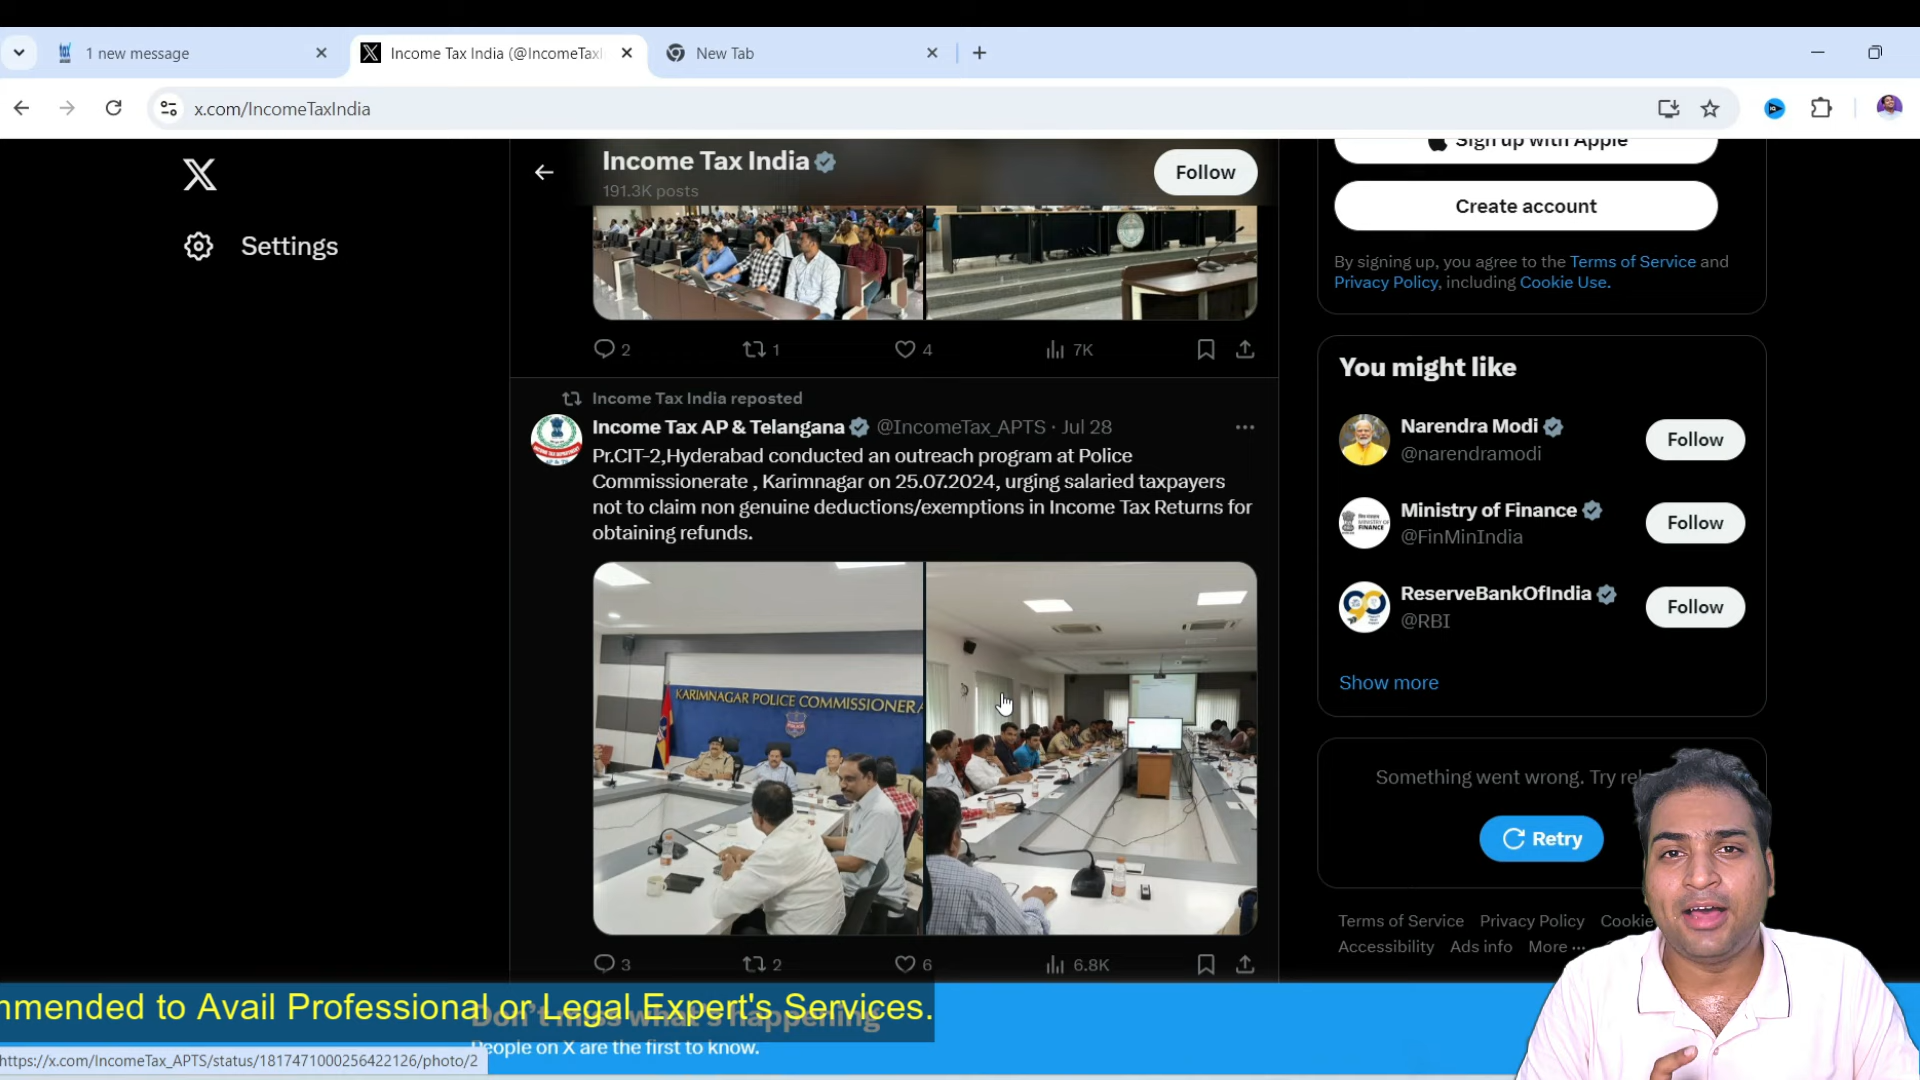 1 new message
Income Tax India (@IncomeTaxI
New Tab
x.com/IncomeTaxIndia
Settings
Income Tax India
191.3K posts
Follow
2
1
4
7K
Income Tax India reposted
Income Tax AP & Telangana @IncomeTax_APTS · Jul 28
Pr.CIT-2,Hyderabad conducted an outreach program at Police
Commissionerate , Karimnagar on 25.07.2024, urging salaried taxpayers
not to claim non genuine deductions/exemptions in Income Tax Returns for
obtaining refunds.
KARIMNAGAR POLICE COMMISSIONERA
3
2
6
6.8K
Sign up with Apple
Create account
By signing up, you agree to the Terms of Service and
Privacy Policy, including Cookie Use.
You might like
Narendra Modi
@narendramodi
Follow
Ministry of Finance
@FinMinIndia
Follow
ReserveBankOfIndia
@RBI
Follow
Show more
Something went wrong. Try
Retry
Terms of Service Privacy Policy Cookie
Accessibility Ads info More ...
mmended to Avail Professional or Legal Expert's Services.
Don't miss what's happening
People on X are the first to know.
https://x.com/IncomeTax_APTS/status/1817471000256422126/photo/2